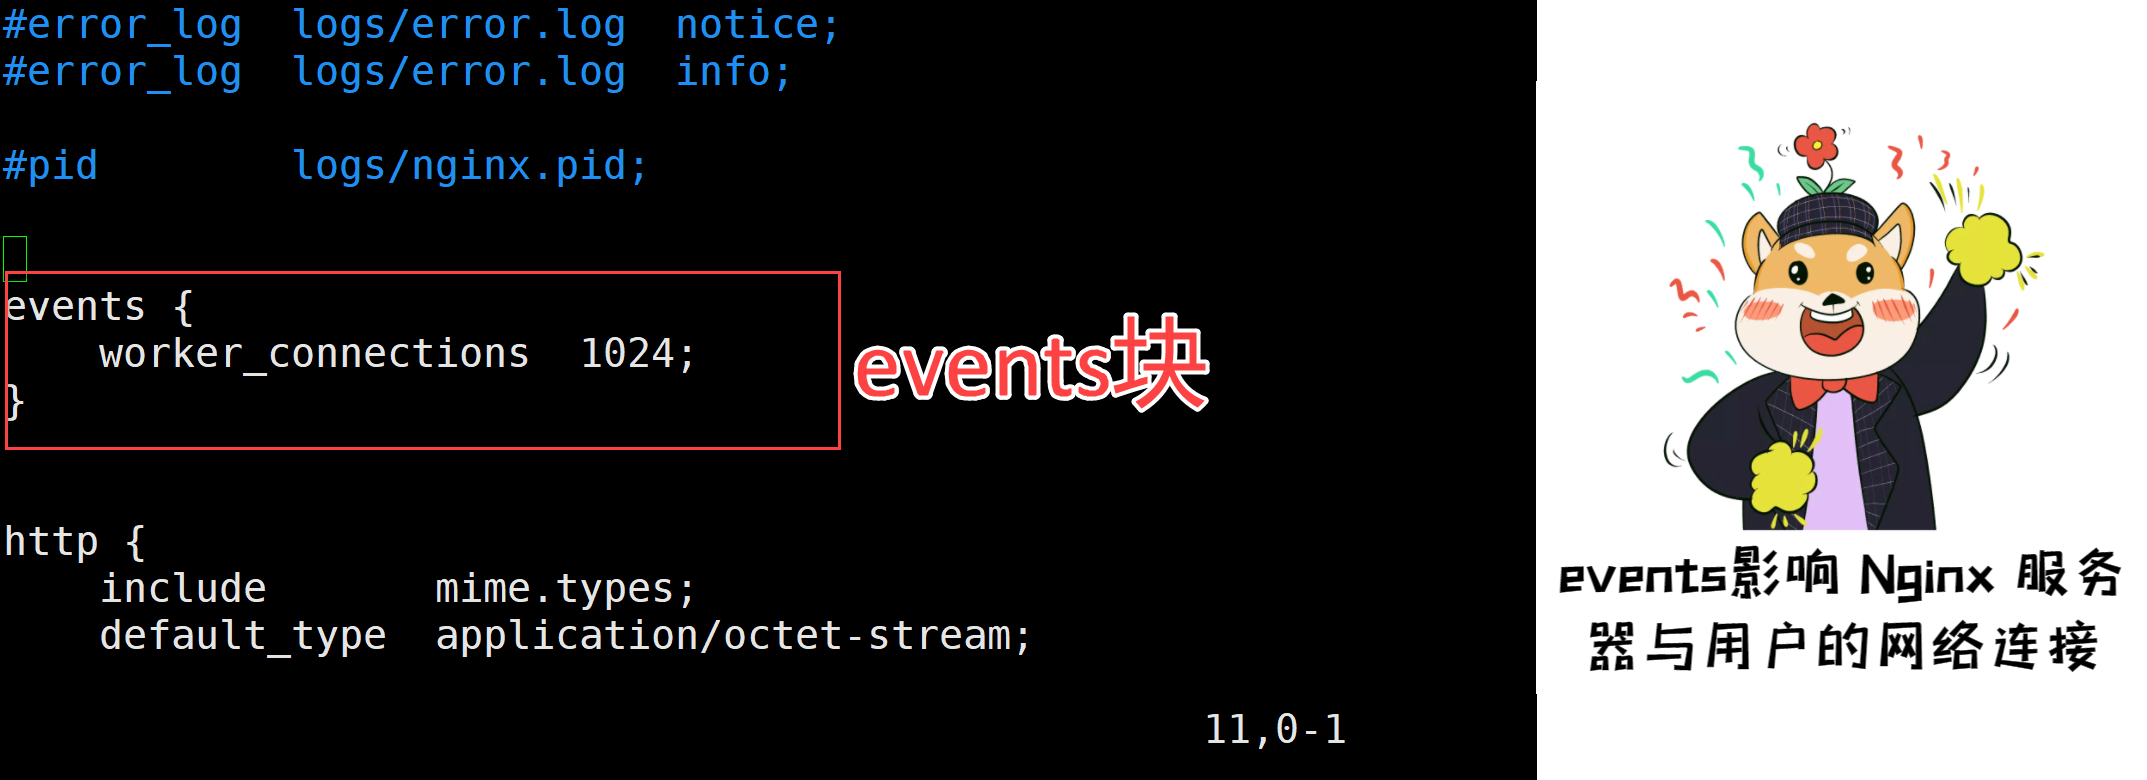 #error_log  logs/error.log  notice;
#error_log  logs/error.log  info;
#pid        logs/nginx.pid;
events {
    worker_connections  1024;
}
events块
http {
    include       mime.types;
    default_type  application/octet-stream;
11,0-1
events影响 Nginx 服务
器与用户的网络连接